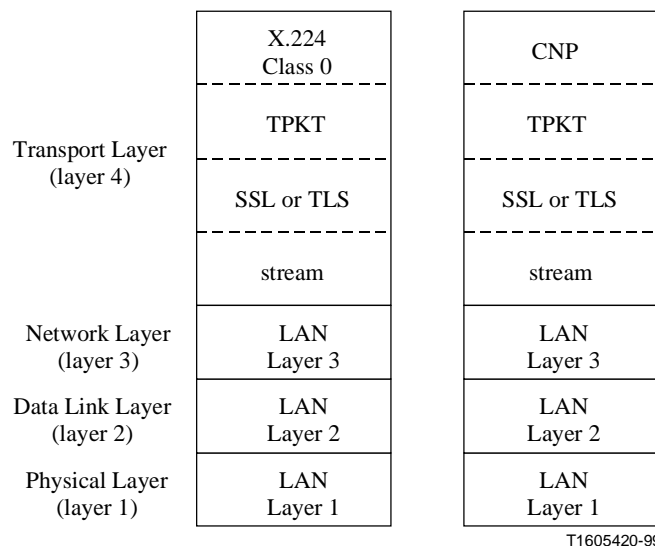 X.224
Class 0
CNP
TPKT
TPKT
Transport Layer
(layer 4)
SSL or TLS
SSL or TLS
stream
stream
Network Layer
(layer 3)
LAN
Layer 3
LAN
Layer 3
Data Link Layer
(layer 2)
LAN
Layer 2
LAN
Layer 2
Physical Layer
(layer 1)
LAN
Layer 1
LAN
Layer 1
T1605420-99